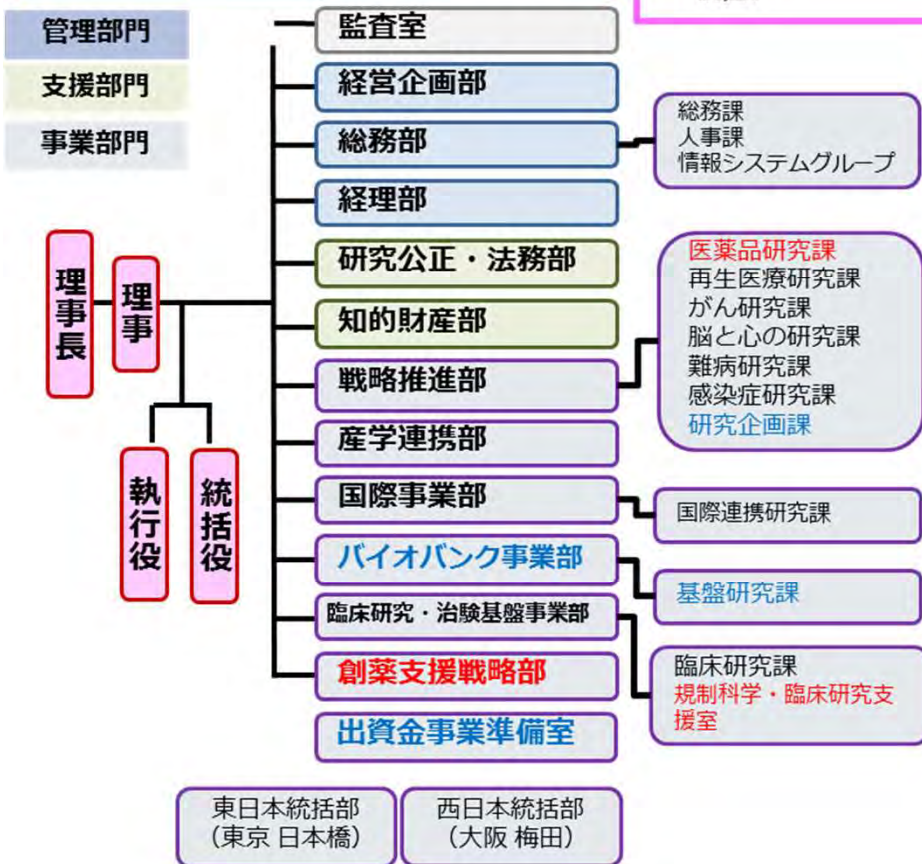 管理部門
支援部門
事業部門
理事長
理事
執行役
統括役
監査室
経営企画部
総務部
経理部
研究公正・法務部
知的財産部
戦略推進部
産学連携部
国際事業部
バイオバンク事業部
臨床研究・治験基盤事業部
創薬支援戦略部
出資金事業準備室
総務課
人事課
情報システムグループ
医薬品研究課
再生医療研究課
がん研究課
脳と心の研究課
難病研究課
感染症研究課
研究企画課
国際連携研究課
基盤研究課
臨床研究課
規制科学・臨床研究支
援室
東日本統括部
（東京 日本橋）
西日本統括部
（大阪 梅田）